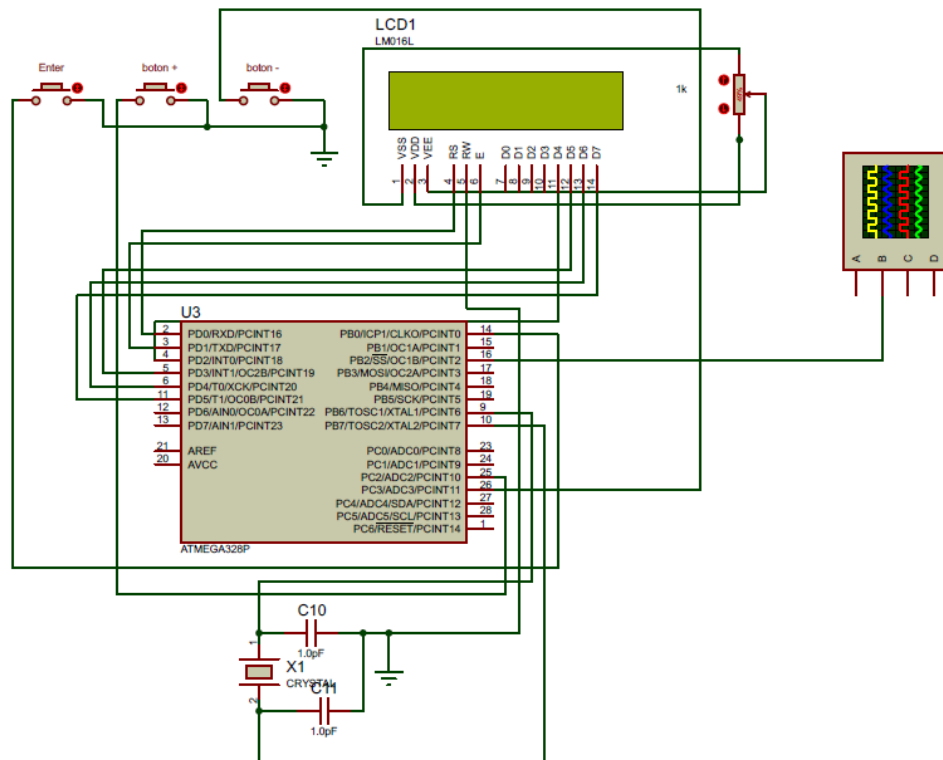 LCD1
LM016L
Enter
boton +
boton -
1k
49%
VSS
VDD
VEE
RS
RW
E
D0
D1
D2
D3
D4
D5
D6
D7
1
2
3
4
5
6
7
8
9
10
11
12
13
14
A
B
C
D
U3
2 PD0/RXD/PCINT16
3 PD1/TXD/PCINT17
4 PD2/INT0/PCINT18
5 PD3/INT1/OC2B/PCINT19
6 PD4/T0/XCK/PCINT20
11 PD5/T1/OC0B/PCINT21
12 PD6/AIN0/OC0A/PCINT22
13 PD7/AIN1/PCINT23
21 AREF
20 AVCC
PB0/ICP1/CLKO/PCINT0 14
PB1/OC1A/PCINT1 15
PB2/SS/OC1B/PCINT2 16
PB3/MOSI/OC2A/PCINT3 17
PB4/MISO/PCINT4 18
PB5/SCK/PCINT5 19
PB6/TOSC1/XTAL1/PCINT6 9
PB7/TOSC2/XTAL2/PCINT7 10
PC0/ADC0/PCINT8 23
PC1/ADC1/PCINT9 24
PC2/ADC2/PCINT10 25
PC3/ADC3/PCINT11 26
PC4/ADC4/SDA/PCINT12 27
PC5/ADC5/SCL/PCINT13 28
PC6/RESET/PCINT14 1
ATMEGA328P
C10
1.0pF
1
X1
CRYSTAL
2
C11
1.0pF